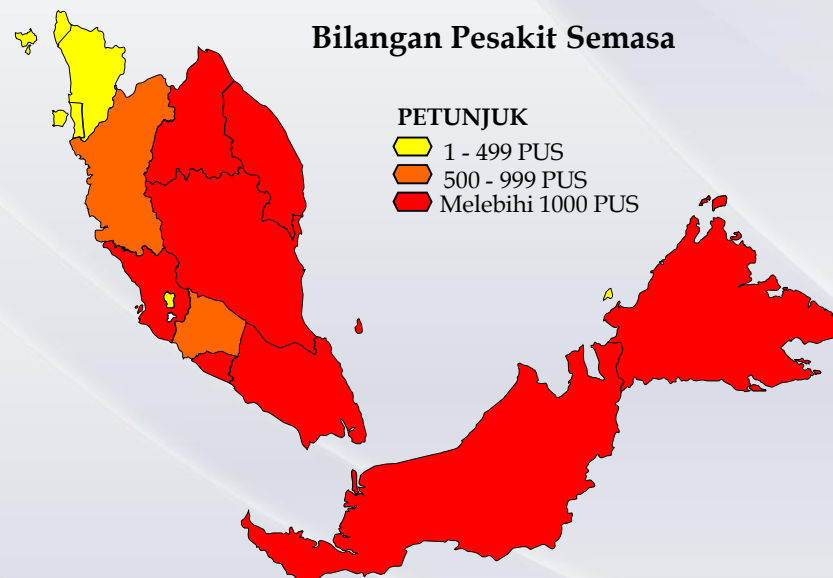 Bilangan Pesakit Semasa
PETUNJUK
1 - 499 PUS
500 - 999 PUS
Melebihi 1000 PUS